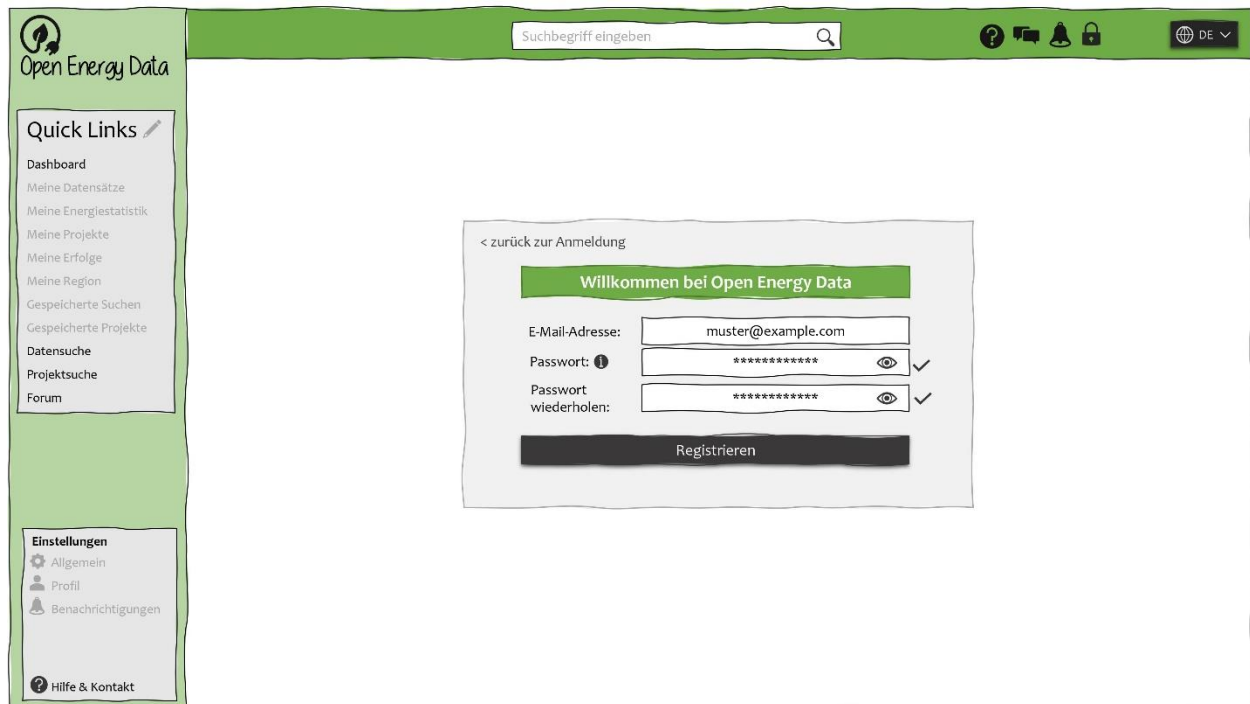 Open Energy Data
Suchbegriff eingeben
DE
Quick Links
Dashboard
Meine Datensätze
Meine Energiestatistik
Meine Projekte
Meine Erfolge
Meine Region
Gespeicherte Suchen
Gespeicherte Projekte
Datensuche
Projektsuche
Forum
< zurück zur Anmeldung
Willkommen bei Open Energy Data
E-Mail-Adresse: muster@example.com
Passwort: ************
Passwort
wiederholen: ************
Registrieren
Einstellungen
Allgemein
Profil
Benachrichtigungen
Hilfe & Kontakt